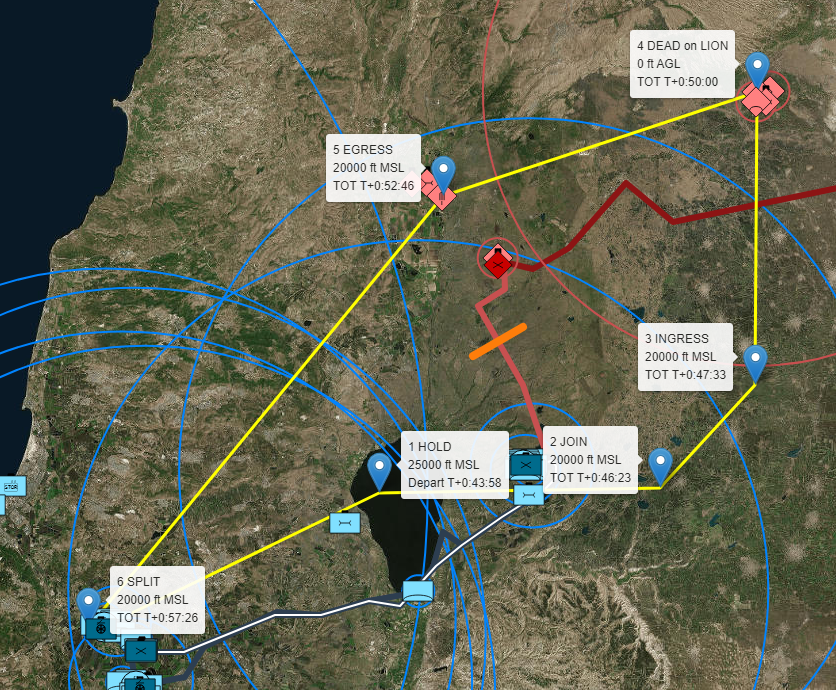 4 DEAD on LION
0 ft AGL
TOT T+0:50:00
5 EGRESS
20000 ft MSL
TOT T+0:52:46
3 INGRESS
20000 ft MSL
TOT T+0:47:33
1 HOLD
25000 ft MSL
Depart T+0:43:58
2 JOIN
20000 ft MSL
TOT T+0:46:23
6 SPLIT
20000 ft MSL
TOT T+0:57:26